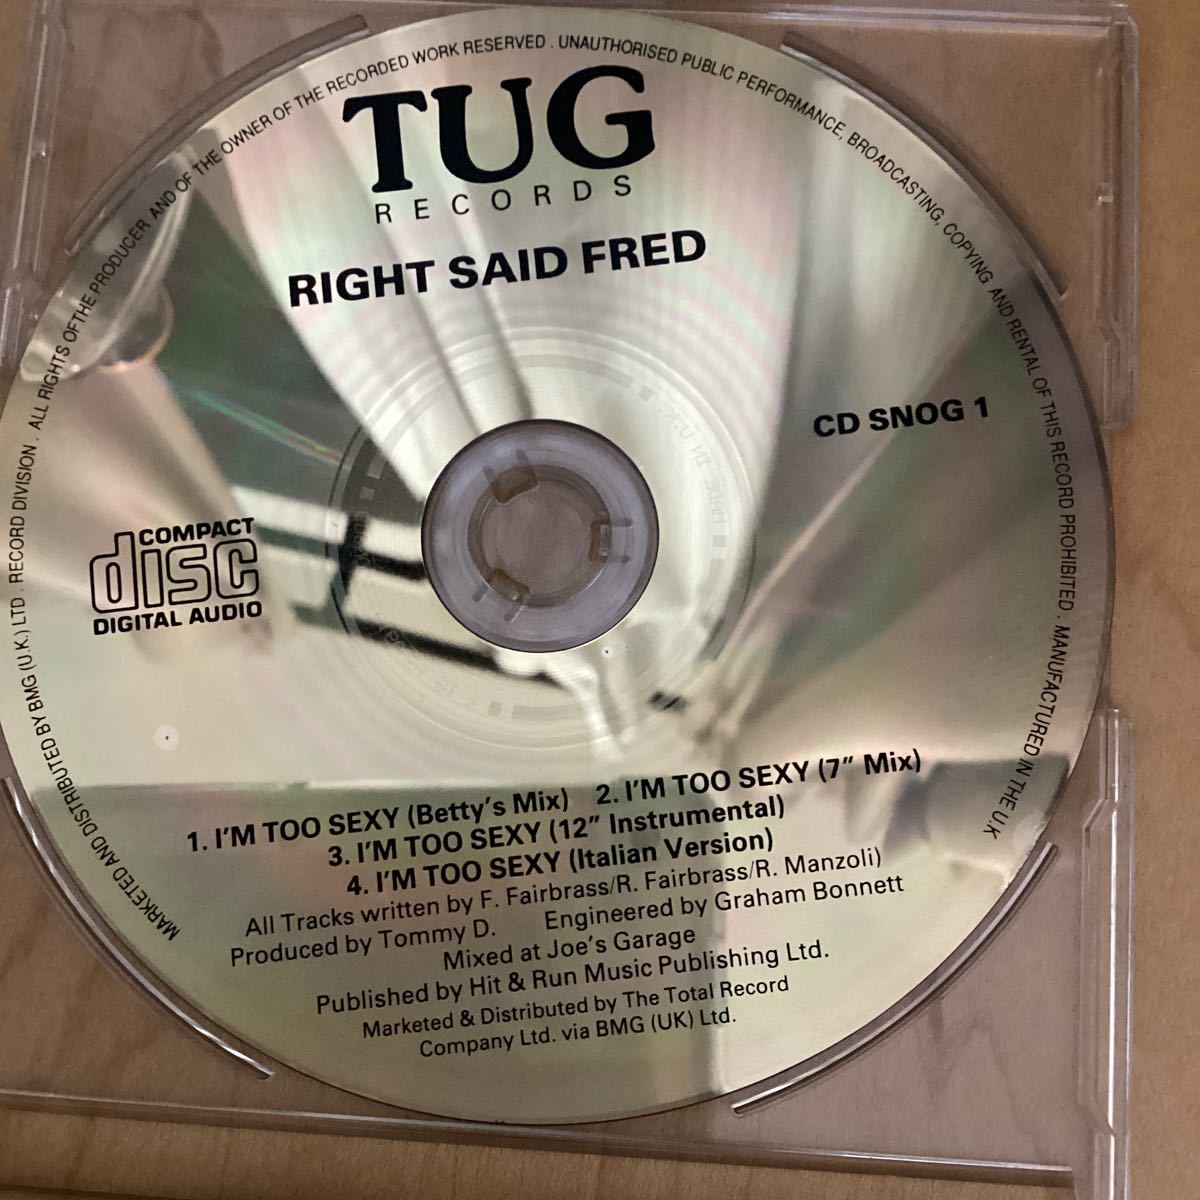 TUG
RECORDS
RIGHT SAID FRED
CD SNOG 1
COMPACT
disc
DIGITAL AUDIO
1. I'M TOO SEXY (Betty's Mix) 2. I'M TOO SEXY (7" Mix)
3. I'M TOO SEXY (12" Instrumental)
4. I'M TOO SEXY (Italian Version)
All Tracks written by F. Fairbrass/R. Fairbrass/R. Manzoli)
Produced by Tommy D. Engineered by Graham Bonnett
Mixed at Joe's Garage
Published by Hit & Run Music Publishing Ltd.
Marketed & Distributed by The Total Record
Company Ltd. via BMG (UK) Ltd.
MARKETED AND DISTRIBUTED BY BMG (U.K.) LTD . RECORD DIVISION . ALL RIGHTS OFTHE PRODUCER AND OF THE OWNER OF THE RECORDED WORK RESERVED . UNAUTHORISED PUBLIC PERFORMANCE, BROADCASTING, COPYING AND RENTAL OF THIS RECORD PROHIBITED . MANUFACTURED IN THE U.K
MADE IN U.K.